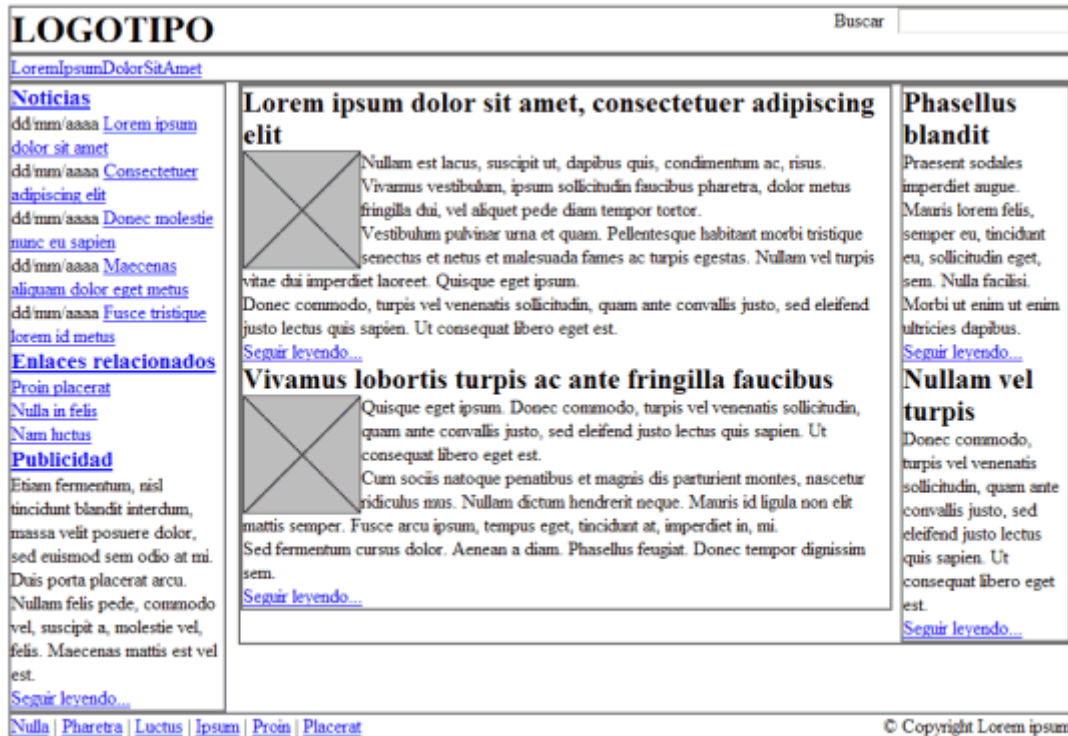 LOGOTIPO
Buscar
LoremIpsumDolorSitAmet
Noticias
dd/mm/aaaa Lorem ipsum
dolor sit amet
dd/mm/aaaa Consectetuer
adipiscing elit
dd/mm/aaaa Donec molestie
nunc eu sapien
dd/mm/aaaa Maecenas
aliquam dolor eget metus
dd/mm/aaaa Fusce tristique
lorem id metus
Enlaces relacionados
Proin placerat
Nulla in felis
Nam luctus
Publicidad
Etiam fermentum, nisl
tincidunt blandit interdum,
massa velit posuere dolor,
sed euismod sem odio at mi.
Duis porta placerat arcu.
Nullam felis pede, commodo
vel, suscipit a, molestie vel,
felis. Maecenas mattis est vel
est.
Seguir leyendo...
Lorem ipsum dolor sit amet, consectetuer adipiscing
elit
Nullam est lacus, suscipit ut, dapibus quis, condimentum ac, risus.
Vivamus vestibulum, ipsum sollicitudin faucibus pharetra, dolor metus
fringilla dui, vel aliquet pede diam tempor tortor.
Vestibulum pulvinar urna et quam. Pellentesque habitant morbi tristique
senectus et netus et malesuada fames ac turpis egestas. Nullam vel turpis
vitae dui imperdiet laoreet. Quisque eget ipsum.
Donec commodo, turpis vel venenatis sollicitudin, quam ante convallis justo, sed eleifend
justo lectus quis sapien. Ut consequat libero eget est.
Seguir leyendo...
Vivamus lobortis turpis ac ante fringilla faucibus
Quisque eget ipsum. Donec commodo, turpis vel venenatis sollicitudin,
quam ante convallis justo, sed eleifend justo lectus quis sapien. Ut
consequat libero eget est.
Cum sociis natoque penatibus et magnis dis parturient montes, nascetur
ridiculus mus. Nullam dictum hendrerit neque. Mauris id ligula non elit
mattis semper. Fusce arcu ipsum, tempus eget, tincidunt at, imperdiet in, mi.
Sed fermentum cursus dolor. Aenean a diam. Phasellus feugiat. Donec tempor dignissim
sem.
Seguir leyendo...
Phasellus
blandit
Praesent sodales
imperdiet augue.
Mauris lorem felis,
semper eu, tincidunt
eu, sollicitudin eget,
sem. Nulla facilisi.
Morbi ut enim ut enim
ultricies dapibus.
Seguir leyendo...
Nullam vel
turpis
Donec commodo,
turpis vel venenatis
sollicitudin, quam ante
convallis justo, sed
eleifend justo lectus
quis sapien. Ut
consequat libero eget
est.
Seguir leyendo...
Nulla | Pharetra | Luctus | Ipsum | Proin | Placerat
© Copyright Lorem ipsum